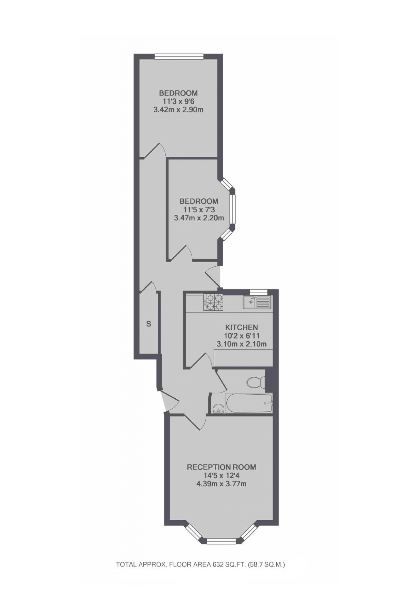 BEDROOM
11'3 x 9'6
3.42m x 2.90m
BEDROOM
11'5 x 7'3
3.47m x 2.20m
S
KITCHEN
10'2 x 6'11
3.10m x 2.10m
RECEPTION ROOM
14'5 x 12'4
4.39m x 3.77m
TOTAL APPROX. FLOOR AREA 632 SQ.FT. (58.7 SQ.M.)